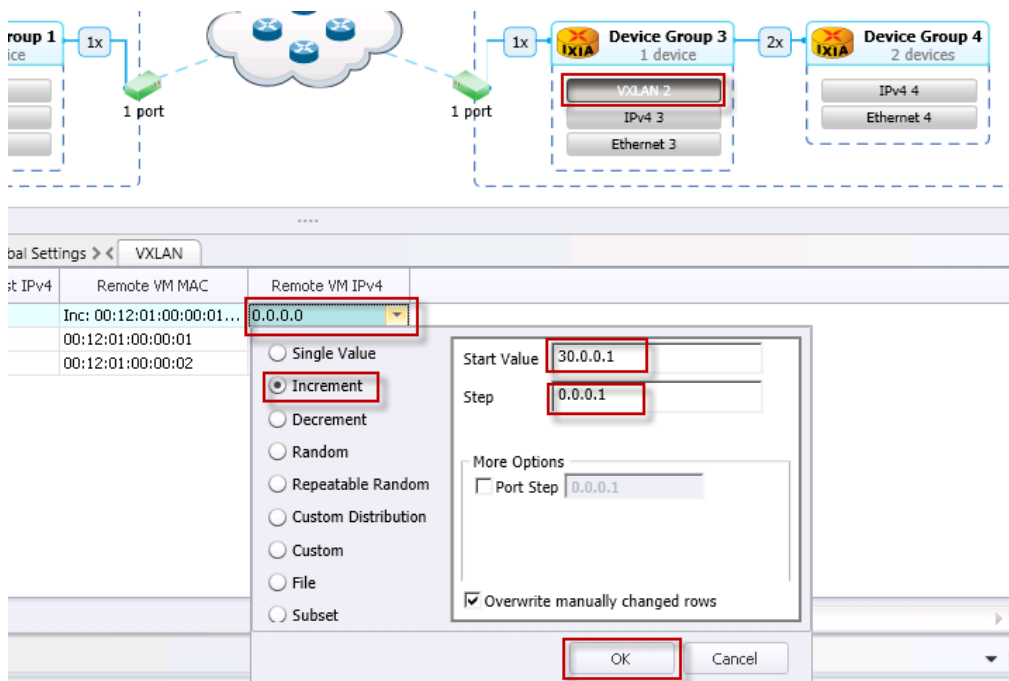 roup 1
ice
1x
1 port
1 port
1x
IXIA
Device Group 3
1 device
VXLAN 2
IPv4 3
Ethernet 3
2x
IXIA
Device Group 4
2 devices
IPv4 4
Ethernet 4
bal Settings
VXLAN
st IPv4
Remote VM MAC
Remote VM IPv4
Inc: 00:12:01:00:00:01...
0.0.0.0
00:12:01:00:00:01
00:12:01:00:00:02
Single Value
Increment
Decrement
Random
Repeatable Random
Custom Distribution
Custom
File
Subset
Start Value
30.0.0.1
Step
0.0.0.1
More Options
Port Step
0.0.0.1
Overwrite manually changed rows
OK
Cancel